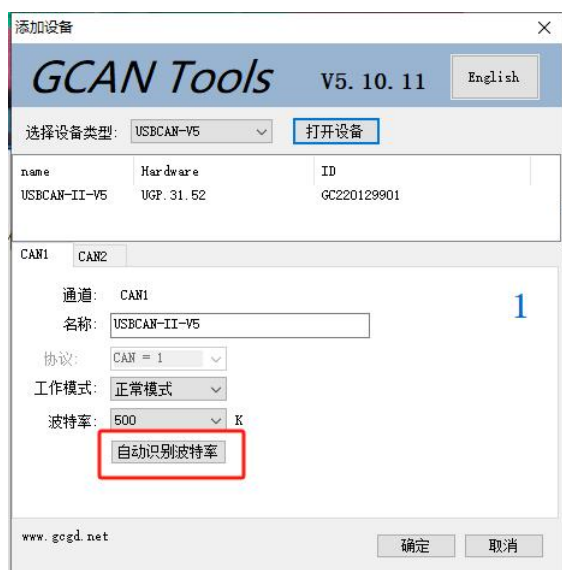 添加设备
GCAN Tools V5.10.11 English
选择设备类型: USBCAN-V5 打开设备
name Hardware ID
USBCAN-II-V5 UGP.31.52 GC220129901
CAN1 CAN2
通道: CAN1 1
名称: USBCAN-II-V5
协议: CAN = 1
工作模式: 正常模式
波特率: 500 K
自动识别波特率
www.gcgd.net 确定 取消